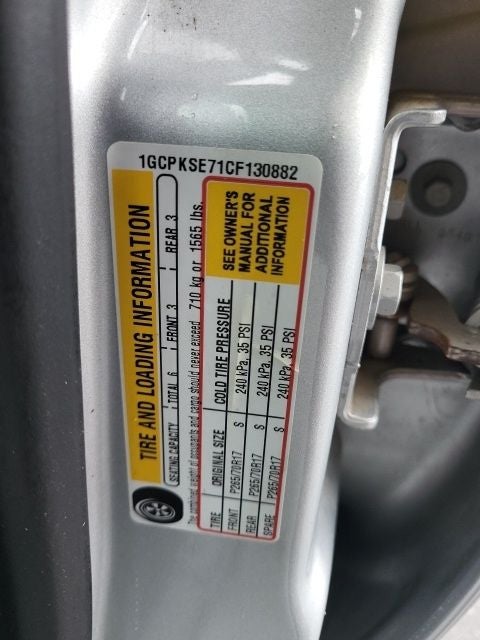 1GCPKSE71CF130882
TIRE AND LOADING INFORMATION
SEATING CAPACITY TOTAL 6 FRONT 3 REAR 3
The combined weight of occupants and cargo should never exceed 710 kg or 1565 lbs.
TIRE ORIGINAL SIZE COLD TIRE PRESSURE
FRONT P265/70R17 S 240 kPa, 35 PSI
REAR P265/70R17 S 240 kPa, 35 PSI
SPARE P265/70R17 S 240 kPa, 35 PSI
SEE OWNER'S
MANUAL FOR
ADDITIONAL
INFORMATION